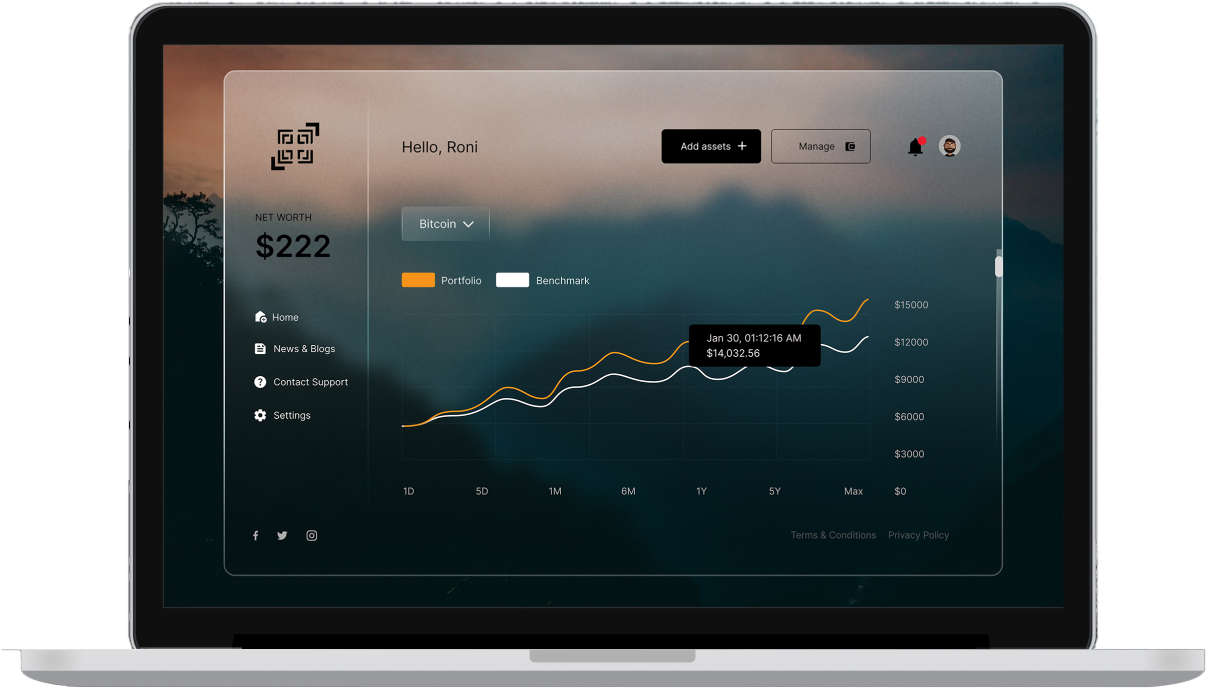 Hello, Roni
Add assets +
Manage
NET WORTH
$222
Bitcoin
Portfolio
Benchmark
Home
News & Blogs
Contact Support
Settings
Jan 30, 01:12:16 AM
$14,032.56
$15000
$12000
$9000
$6000
$3000
$0
1D
5D
1M
6M
1Y
5Y
Max
Terms & Conditions
Privacy Policy